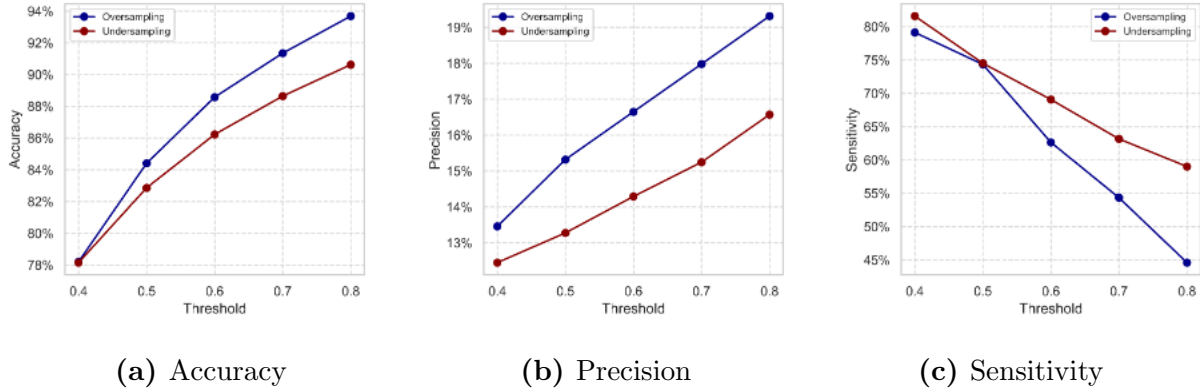 Oversampling
Undersampling
94%
92%
90%
88%
86%
84%
82%
80%
78%
Accuracy
0.4 0.5 0.6 0.7 0.8
Threshold
(a) Accuracy
Oversampling
Undersampling
19%
18%
17%
16%
15%
14%
13%
Precision
0.4 0.5 0.6 0.7 0.8
Threshold
(b) Precision
Oversampling
Undersampling
80%
75%
70%
65%
60%
55%
50%
45%
Sensitivity
0.4 0.5 0.6 0.7 0.8
Threshold
(c) Sensitivity